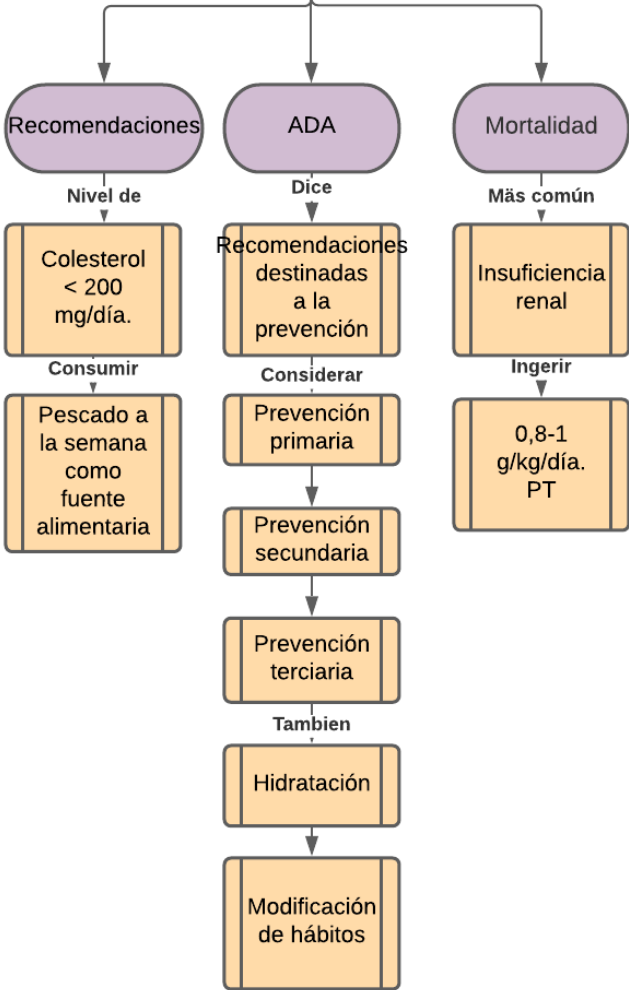 Recomendaciones
Nivel de
Colesterol
< 200
mg/día.
Consumir
Pescado a
la semana
como
fuente
alimentaria
ADA
Dice
Recomendaciones
destinadas
a la
prevención
Considerar
Prevención
primaria
Prevención
secundaria
Prevención
terciaria
Tambien
Hidratación
Modificación
de hábitos
Mortalidad
Mäs común
Insuficiencia
renal
Ingerir
0,8-1
g/kg/día.
PT